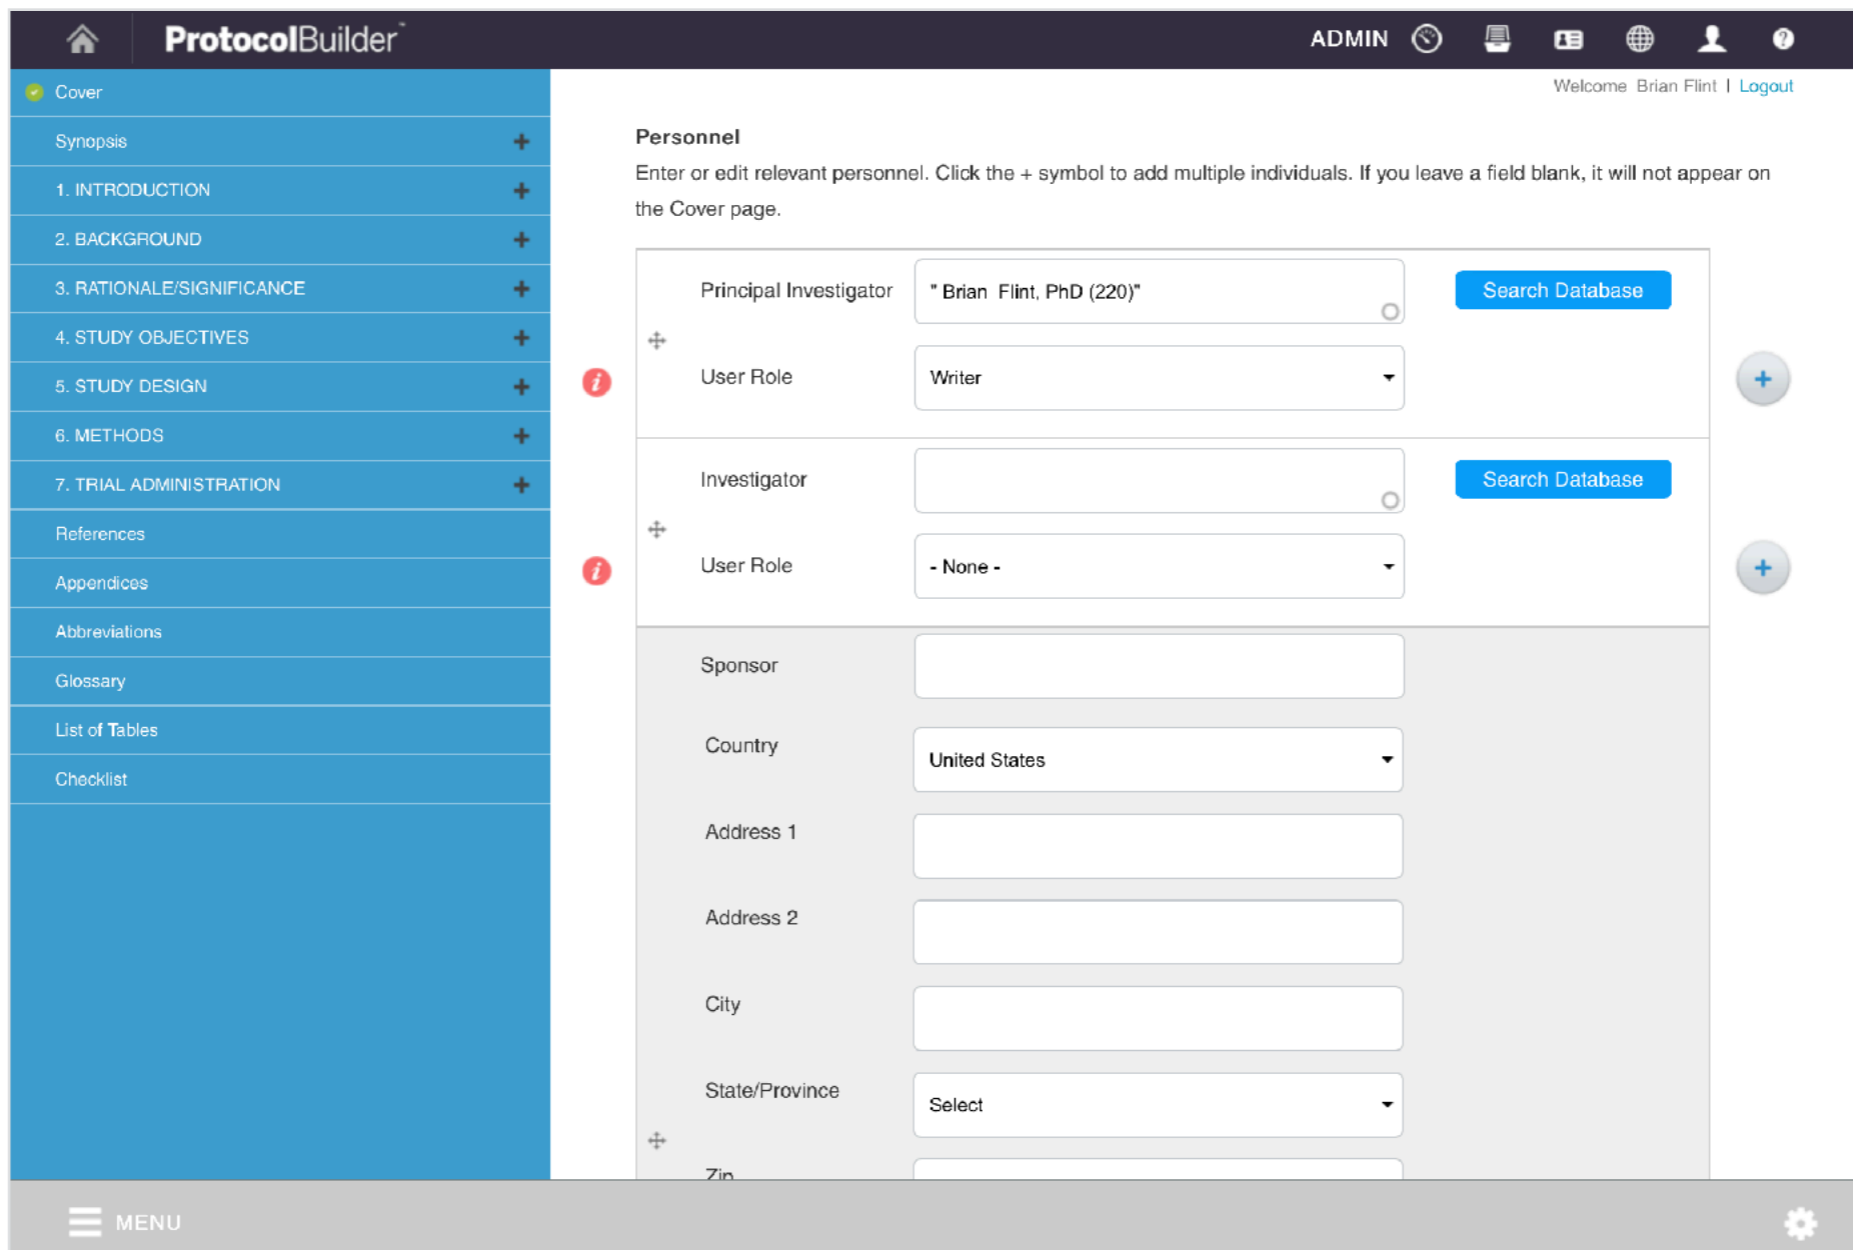 ProtocolBuilder™
ADMIN
Welcome Brian Flint | Logout
Cover
Synopsis
1. INTRODUCTION
2. BACKGROUND
3. RATIONALE/SIGNIFICANCE
4. STUDY OBJECTIVES
5. STUDY DESIGN
6. METHODS
7. TRIAL ADMINISTRATION
References
Appendices
Abbreviations
Glossary
List of Tables
Checklist
Personnel
Enter or edit relevant personnel. Click the + symbol to add multiple individuals. If you leave a field blank, it will not appear on
the Cover page.
Principal Investigator " Brian Flint, PhD (220)" Search Database
User Role Writer
Investigator Search Database
User Role - None -
Sponsor
Country United States
Address 1
Address 2
City
State/Province Select
Zip
MENU